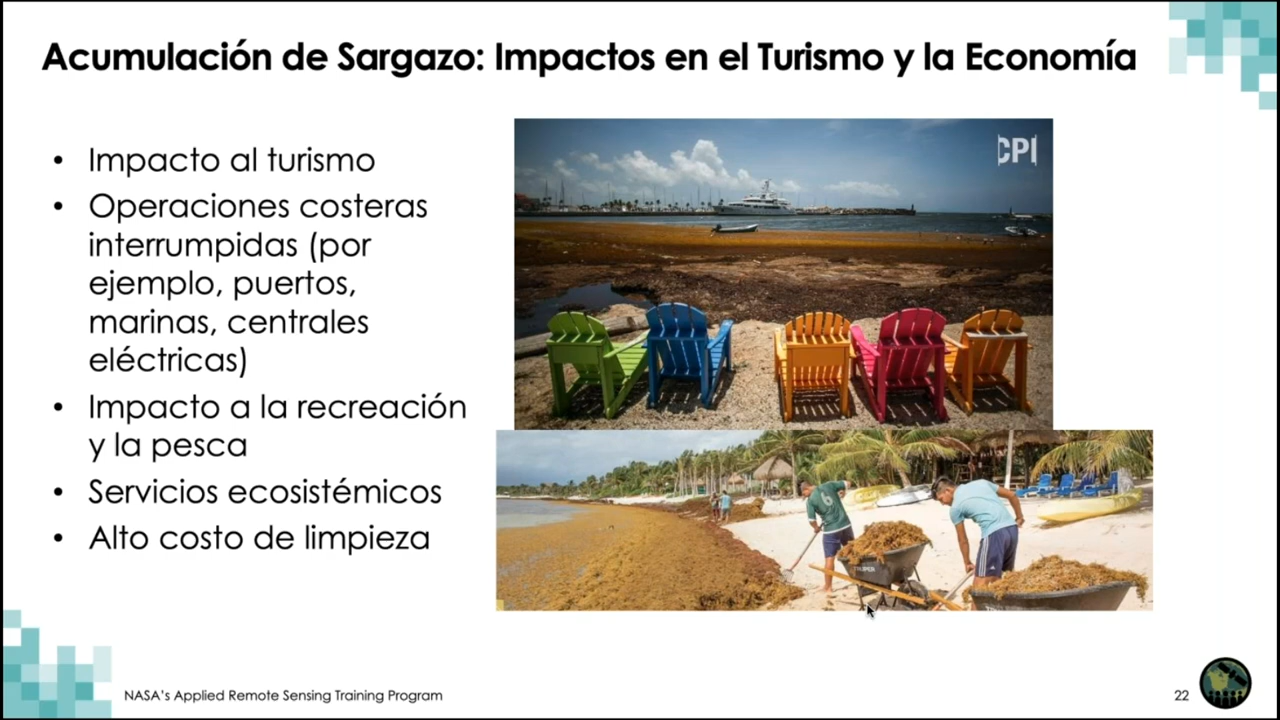 Acumulación de Sargazo: Impactos en el Turismo y la Economía
• Impacto al turismo
• Operaciones costeras
interrumpidas (por
ejemplo, puertos,
marinas, centrales
eléctricas)
• Impacto a la recreación
y la pesca
• Servicios ecosistémicos
• Alto costo de limpieza
CPI
TRUPER
NASA's Applied Remote Sensing Training Program
22